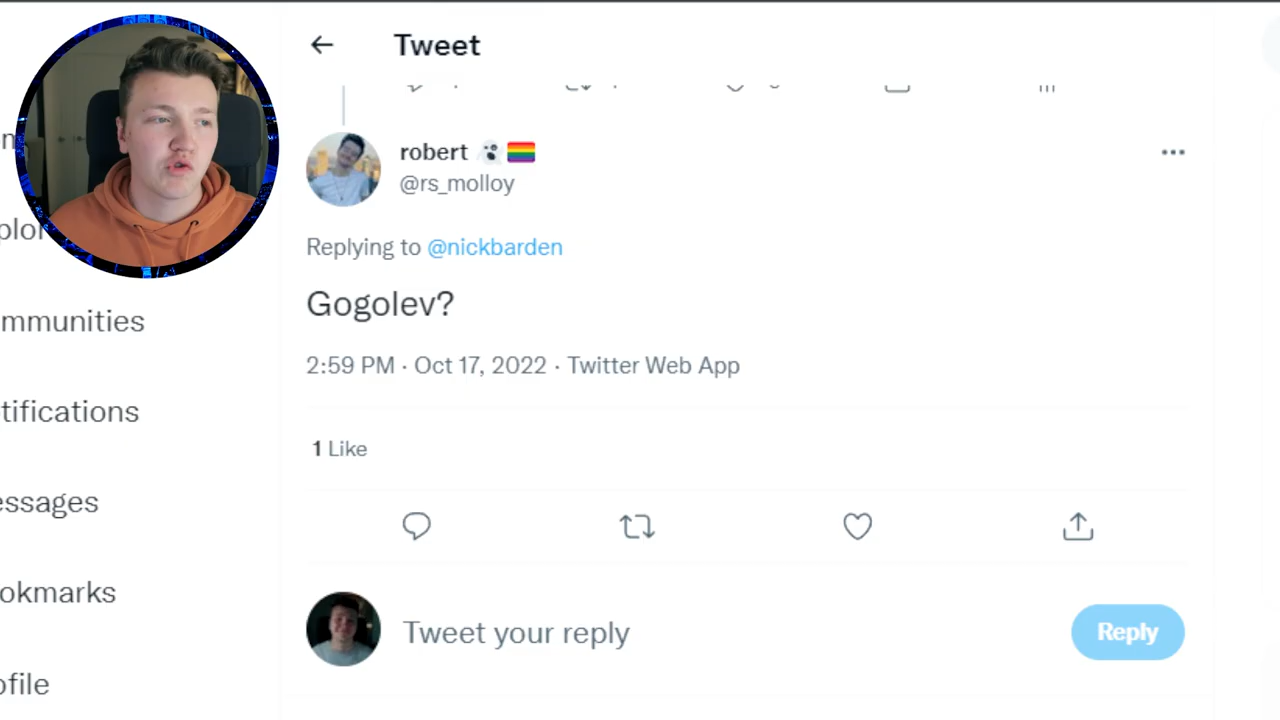 Tweet
robert
@rs_molloy
Replying to @nickbarden
Gogolev?
2:59 PM · Oct 17, 2022 · Twitter Web App
1 Like
Tweet your reply
Reply
plor
mmunities
tifications
essages
okmarks
ofile